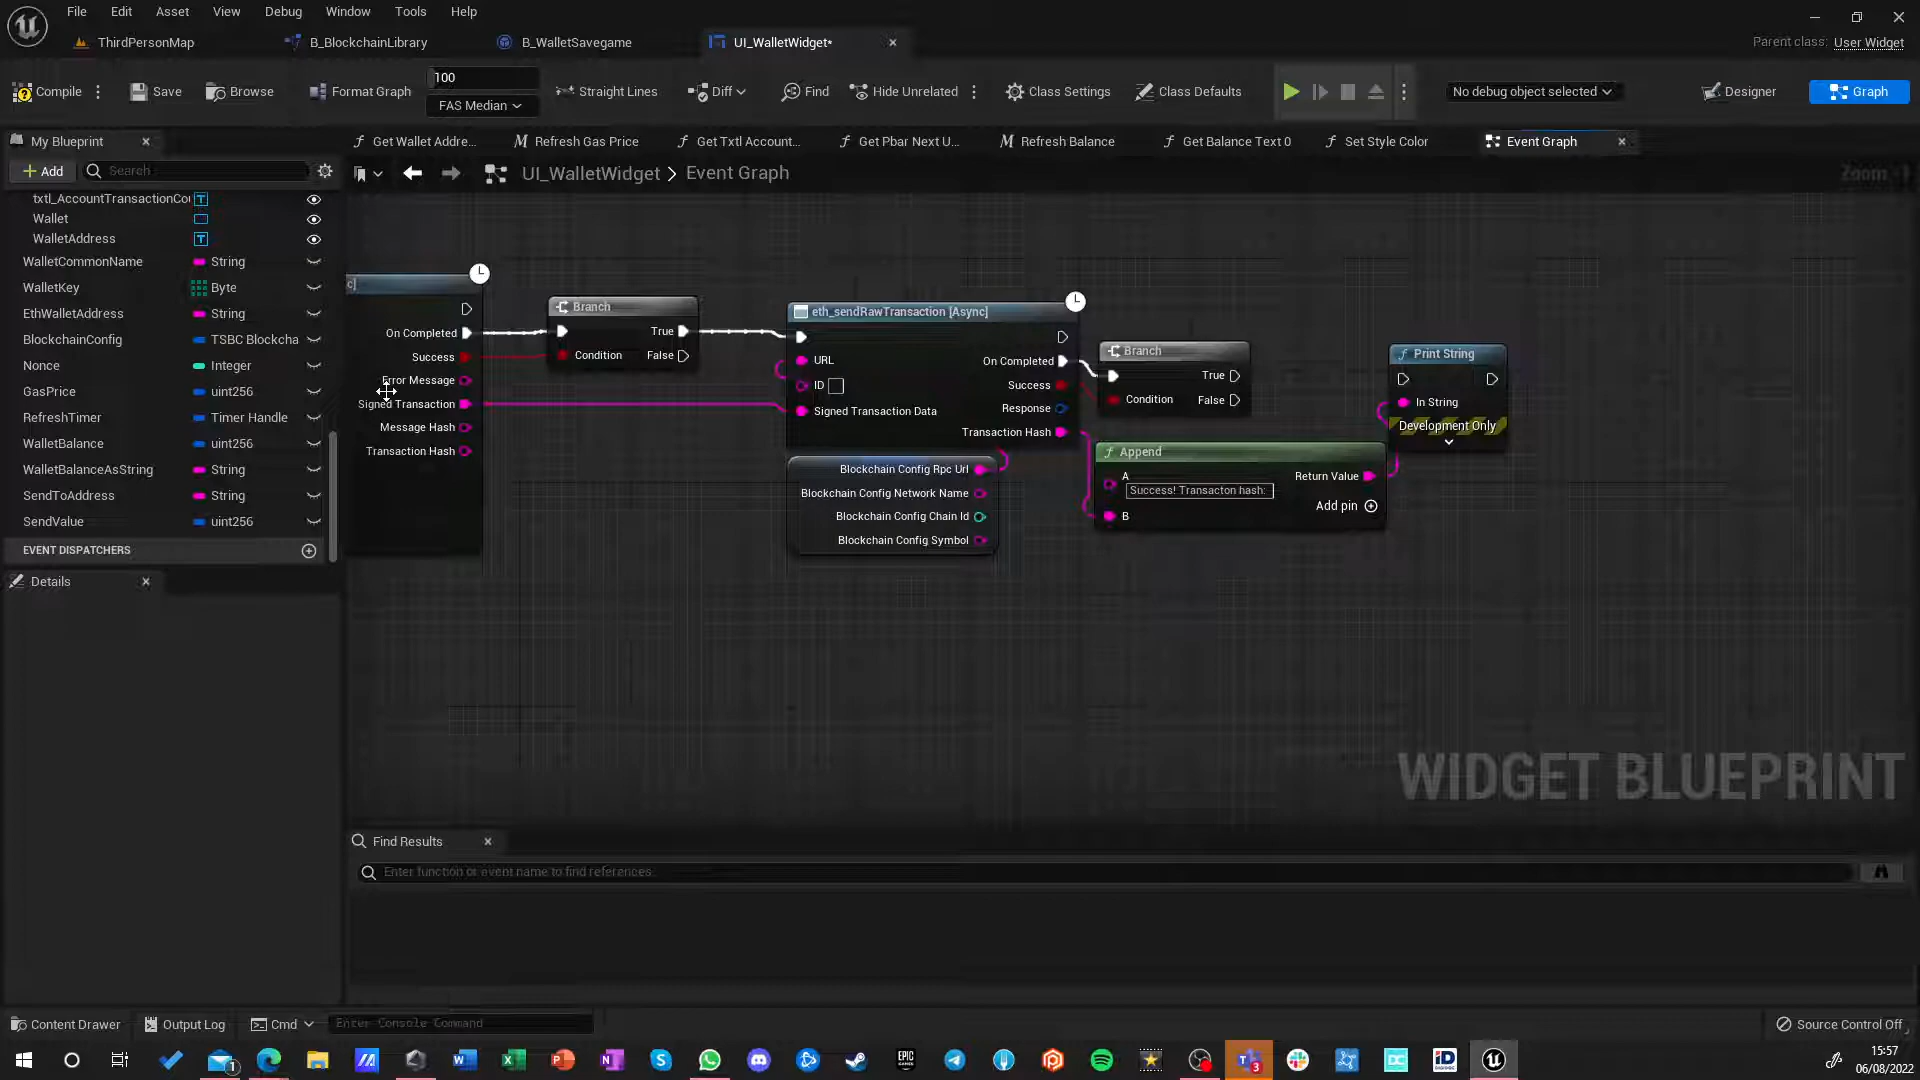 File Edit Asset View Debug Window Tools Help
ThirdPersonMap
B_BlockchainLibrary
B_WalletSavegame
UI_WalletWidget*
Parent class: User Widget
Compile
Save
Browse
Format Graph
100
FAS Median
Straight Lines
Diff
Find
Hide Unrelated
Class Settings
Class Defaults
No debug object selected
Designer
Graph
My Blueprint
Get Wallet Addre...
Refresh Gas Price
Get Txtl Account...
Get Pbar Next U...
Refresh Balance
Get Balance Text 0
Set Style Color
Event Graph
Add
Search
UI_WalletWidget > Event Graph
Zoom -1
txtl_AccountTransactionCo
Wallet
WalletAddress
WalletCommonName String
WalletKey Byte
EthWalletAddress String
BlockchainConfig TSBC Blockcha
Nonce Integer
GasPrice uint256
RefreshTimer Timer Handle
WalletBalance uint256
WalletBalanceAsString String
SendToAddress String
SendValue uint256
EVENT DISPATCHERS
Details
c]
On Completed
Success
Error Message
Signed Transaction
Message Hash
Transaction Hash
Branch
True
Condition False
eth_sendRawTransaction [Async]
URL
On Completed
ID
Success
Signed Transaction Data
Response
Transaction Hash
Blockchain Config Rpc Url
Blockchain Config Network Name
Blockchain Config Chain Id
Blockchain Config Symbol
Branch
True
Condition False
Append
A
Success! Transacton hash:
Return Value
Add pin
B
Print String
In String
Development Only
WIDGET BLUEPRINT
Find Results
Enter function or event name to find references...
Content Drawer
Output Log
Cmd
Enter Console Command
Source Control Off
15:57
06/08/2022